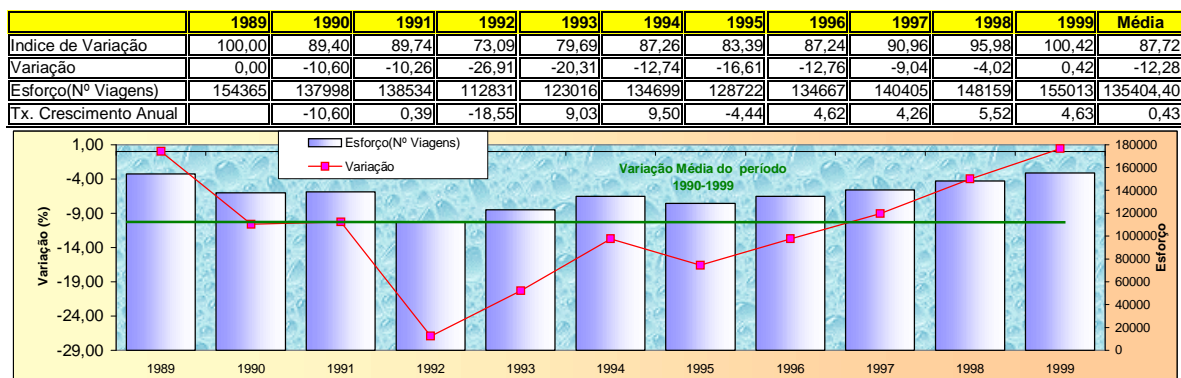 1989 1990 1991 1992 1993 1994 1995 1996 1997 1998 1999 Média
Indice de Variação 100,00 89,40 89,74 73,09 79,69 87,26 83,39 87,24 90,96 95,98 100,42 87,72
Variação 0,00 -10,60 -10,26 -26,91 -20,31 -12,74 -16,61 -12,76 -9,04 -4,02 0,42 -12,28
Esforço(Nº Viagens) 154365 137998 138534 112831 123016 134699 128722 134667 140405 148159 155013 135404,40
Tx. Crescimento Anual -10,60 0,39 -18,55 9,03 9,50 -4,44 4,62 4,26 5,52 4,63 0,43
Esforço(Nº Viagens)
Variação
Variação Média do período
1990-1999
Variação (%)
1,00
-4,00
-9,00
-14,00
-19,00
-24,00
-29,00
180000
160000
140000
120000
100000
80000
60000
40000
20000
0
Esforço
1989 1990 1991 1992 1993 1994 1995 1996 1997 1998 1999